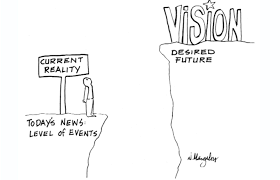 CURRENT
REALITY
TODAY'S NEWS:
LEVEL OF EVENTS
VISION
DESIRED
FUTURE